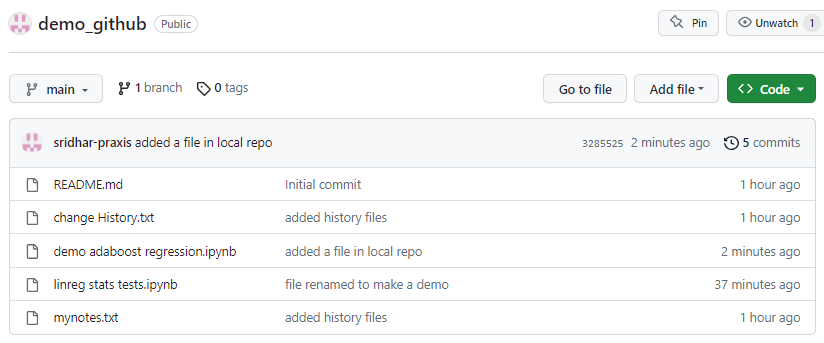 demo_github Public Pin Unwatch 1
main 1 branch 0 tags Go to file Add file Code
sridhar-praxis added a file in local repo 3285525 2 minutes ago 5 commits
README.md Initial commit 1 hour ago
change History.txt added history files 1 hour ago
demo adaboost regression.ipynb added a file in local repo 2 minutes ago
linreg stats tests.ipynb file renamed to make a demo 37 minutes ago
mynotes.txt added history files 1 hour ago